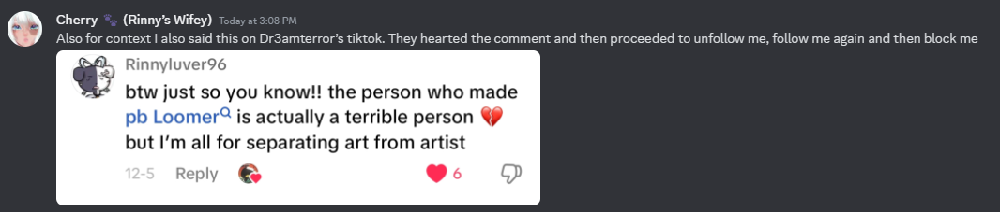 Cherry 🐾 (Rinny's Wifey) Today at 3:08 PM
Also for context I also said this on Dr3amterror's tiktok. They hearted the comment and then proceeded to unfollow me, follow me again and then block me
Rinnyluver96
btw just so you know!! the person who made
pb Loomer is actually a terrible person 💔
but I'm all for separating art from artist
12-5 Reply 6